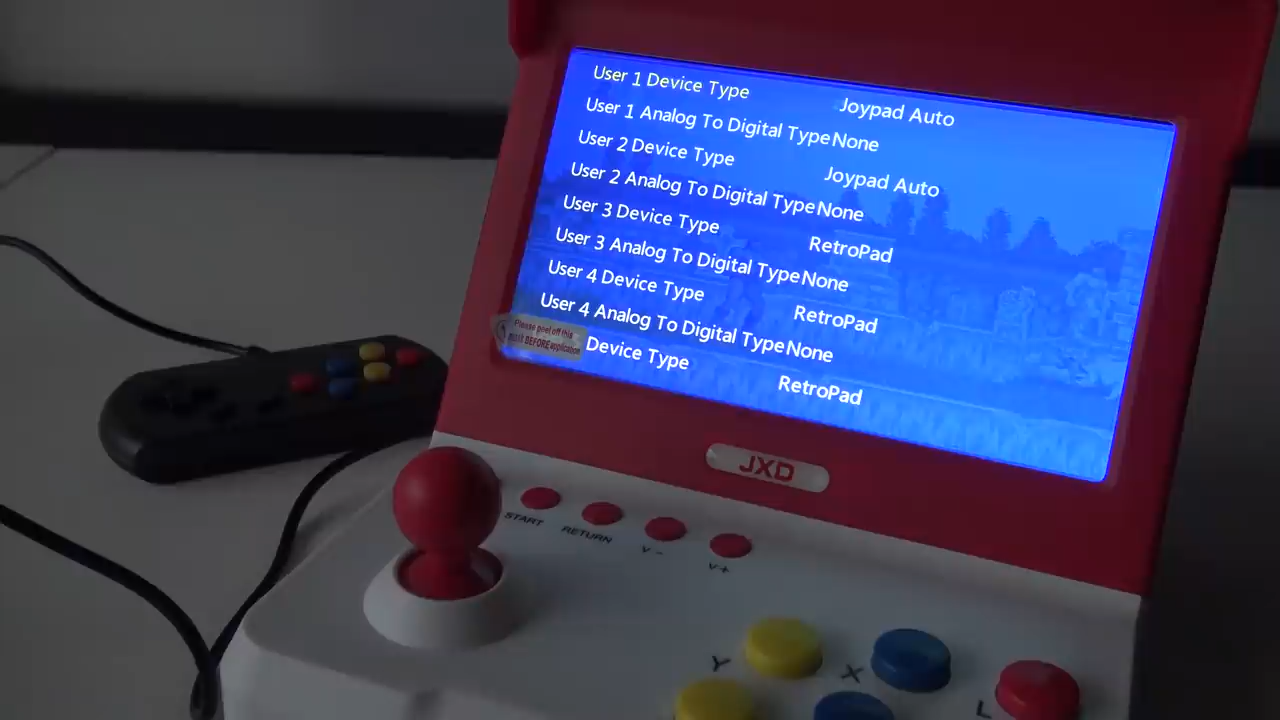 User 1 Device Type Joypad Auto
User 1 Analog To Digital Type None
User 2 Device Type Joypad Auto
User 2 Analog To Digital Type None
User 3 Device Type RetroPad
User 3 Analog To Digital Type None
User 4 Device Type RetroPad
User 4 Analog To Digital Type None
Device Type RetroPad
Please peel off this
BEFORE application
JXD
START
RETURN
V -
V+
Y
X
L